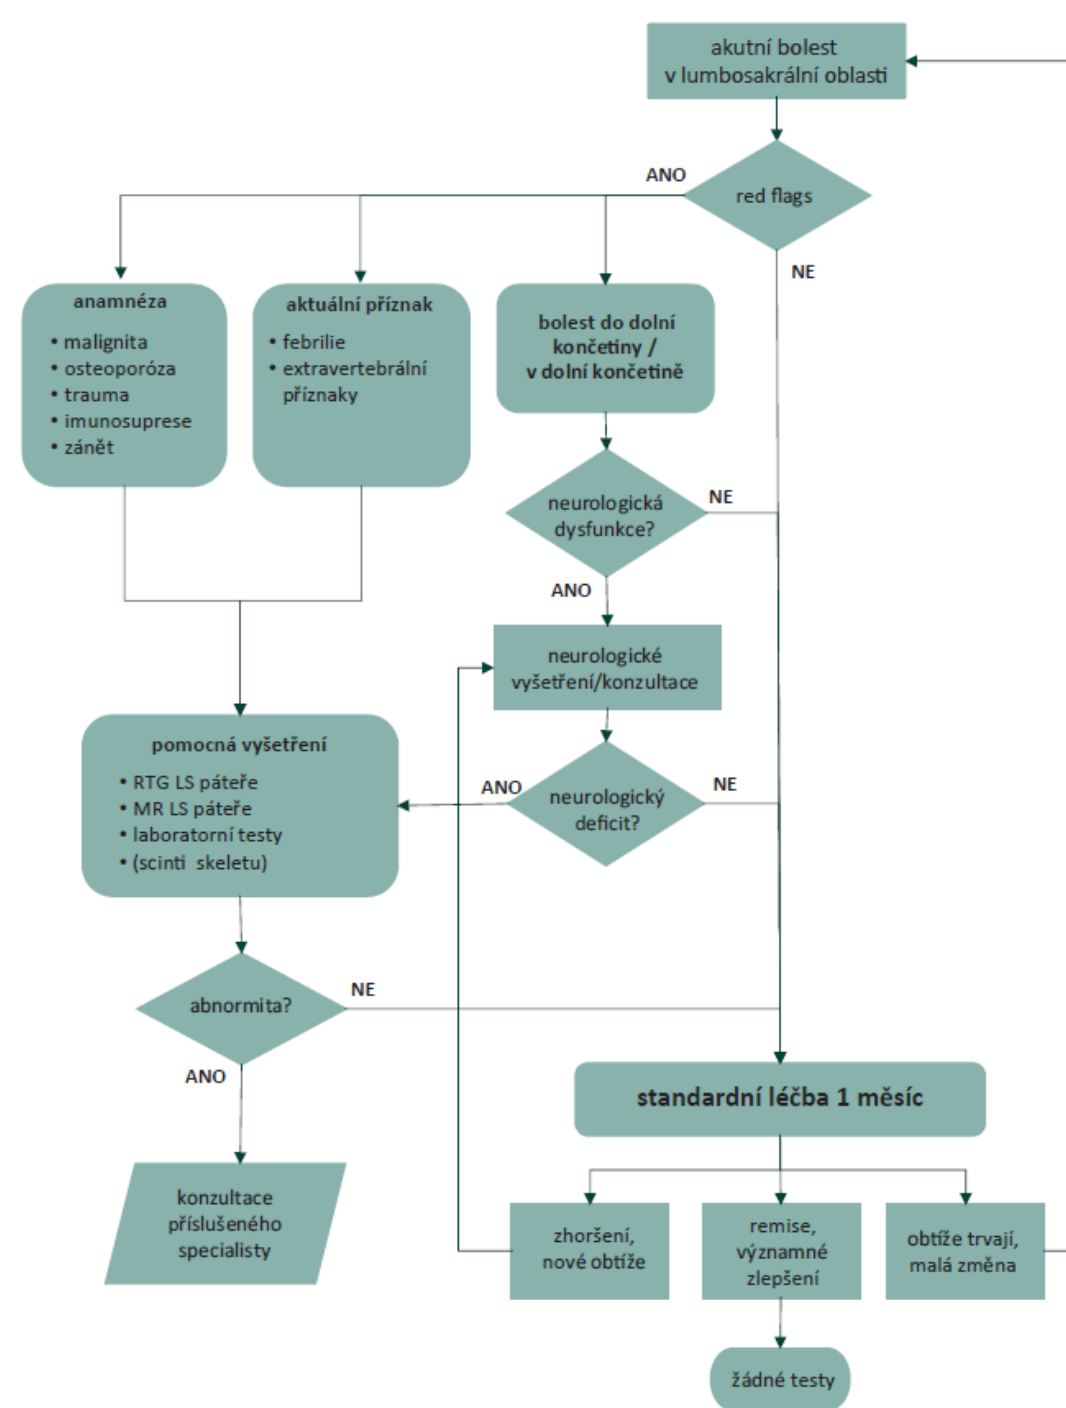 akutní bolest
v lumbosakrální oblasti
ANO
red flags
NE
anamnéza
• malignita
• osteoporóza
• trauma
• imunosuprese
• zánět
aktuální příznak
• febrilie
• extravertebrální
příznaky
bolest do dolní
končetiny /
v dolní končetině
neurologická
dysfunkce?
NE
ANO
neurologické
vyšetření/konzultace
pomocná vyšetření
• RTG LS páteře
• MR LS páteře
• laboratorní testy
• (scinti skeletu)
ANO
neurologický
deficit?
NE
abnormita?
NE
ANO
konzultace
příslušeného
specialisty
standardní léčba 1 měsíc
zhoršení,
nové obtíže
remise,
významné
zlepšení
obtíže trvají,
malá změna
žádné testy